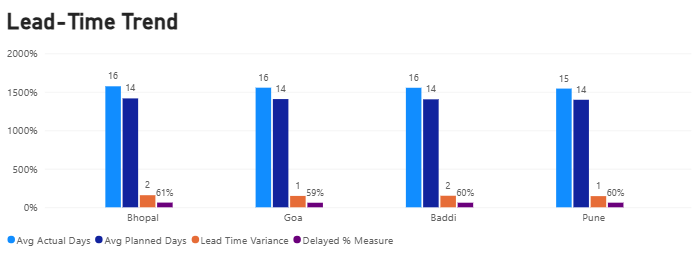 Lead-Time Trend
2000%
1500%
1000%
500%
0%
16 14 2 61%
16 14 1 59%
16 14 2 60%
15 14 1 60%
Bhopal Goa Baddi Pune
Avg Actual Days Avg Planned Days Lead Time Variance Delayed % Measure